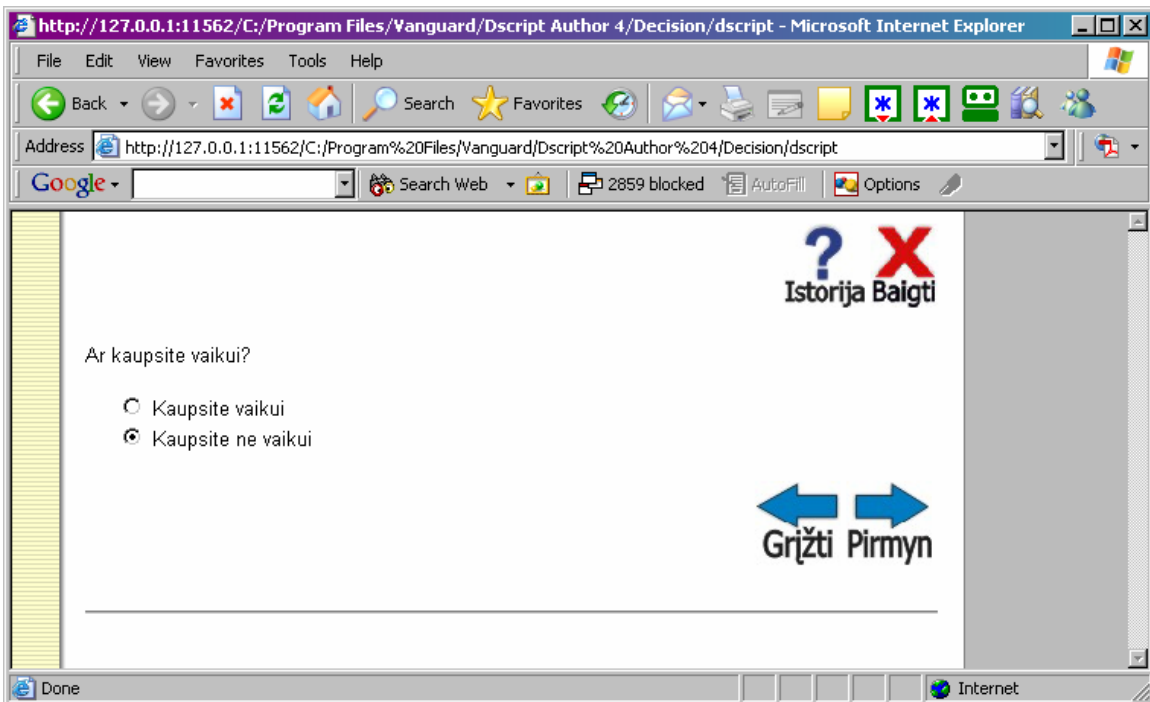 http://127.0.0.1:11562/C:/Program Files/Vanguard/Dscript Author 4/Decision/dscript - Microsoft Internet Explorer
File Edit View Favorites Tools Help
Back Search Favorites
Address http://127.0.0.1:11562/C:/Program%20Files/Vanguard/Dscript%20Author%204/Decision/dscript
Google Search Web 2859 blocked AutoFill Options
Istorija Baigti
Ar kaupsite vaikui?
Kaupsite vaikui
Kaupsite ne vaikui
Grįžti Pirmyn
Done Internet